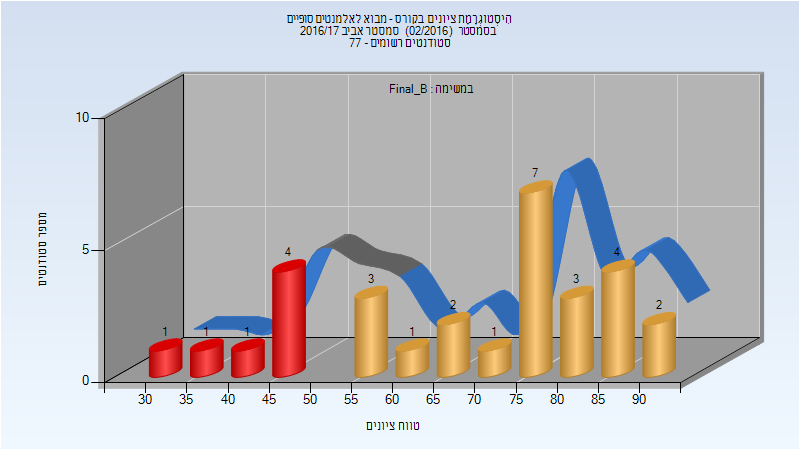 היסטוגרמת ציונים בקורס - מבוא לאלמנטים סופיים
בסמסטר (02/2016) סמסטר אביב 2016/17
סטודנטים רשומים - 77
במשימה : Final_B
מספר סטודנטים
10
5
0
1
1
1
4
3
1
2
1
7
3
4
2
30 35 40 45 50 55 60 65 70 75 80 85 90
טווח ציונים